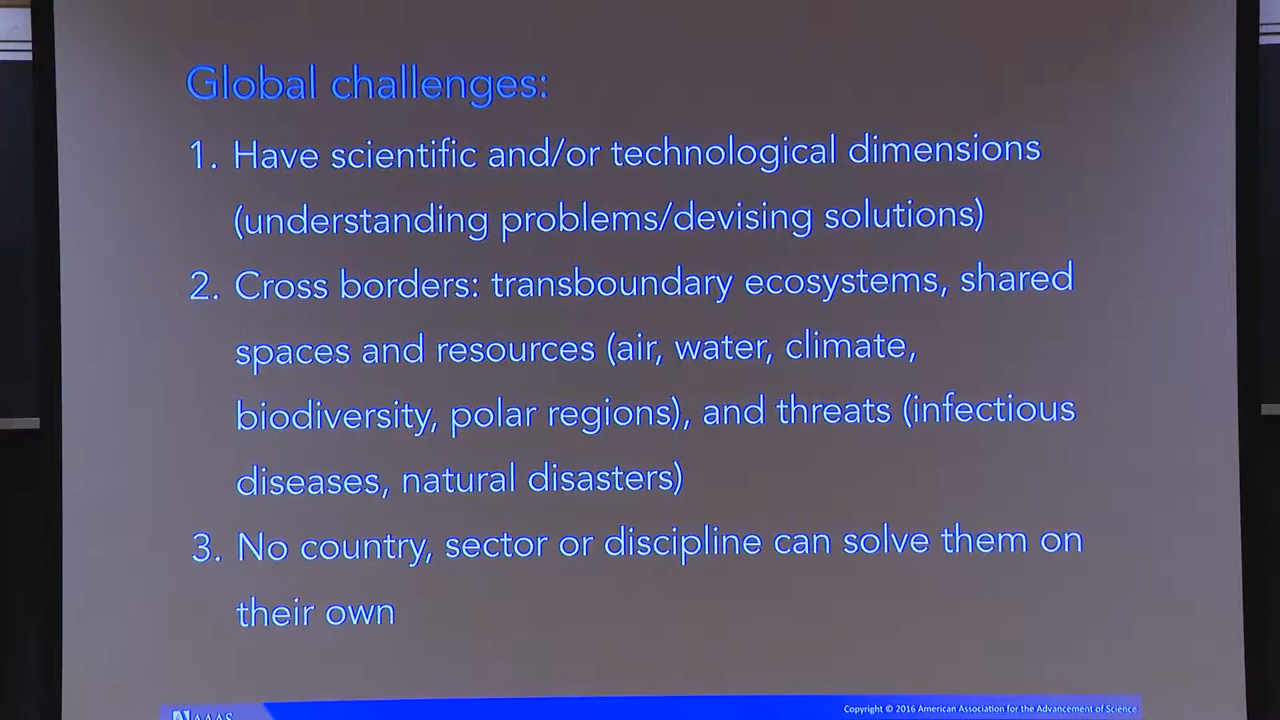 Global challenges:
1. Have scientific and/or technological dimensions
(understanding problems/devising solutions)
2. Cross borders: transboundary ecosystems, shared
spaces and resources (air, water, climate,
biodiversity, polar regions), and threats (infectious
diseases, natural disasters)
3. No country, sector or discipline can solve them on
their own
AAAS
Copyright © 2016 American Association for the Advancement of Science